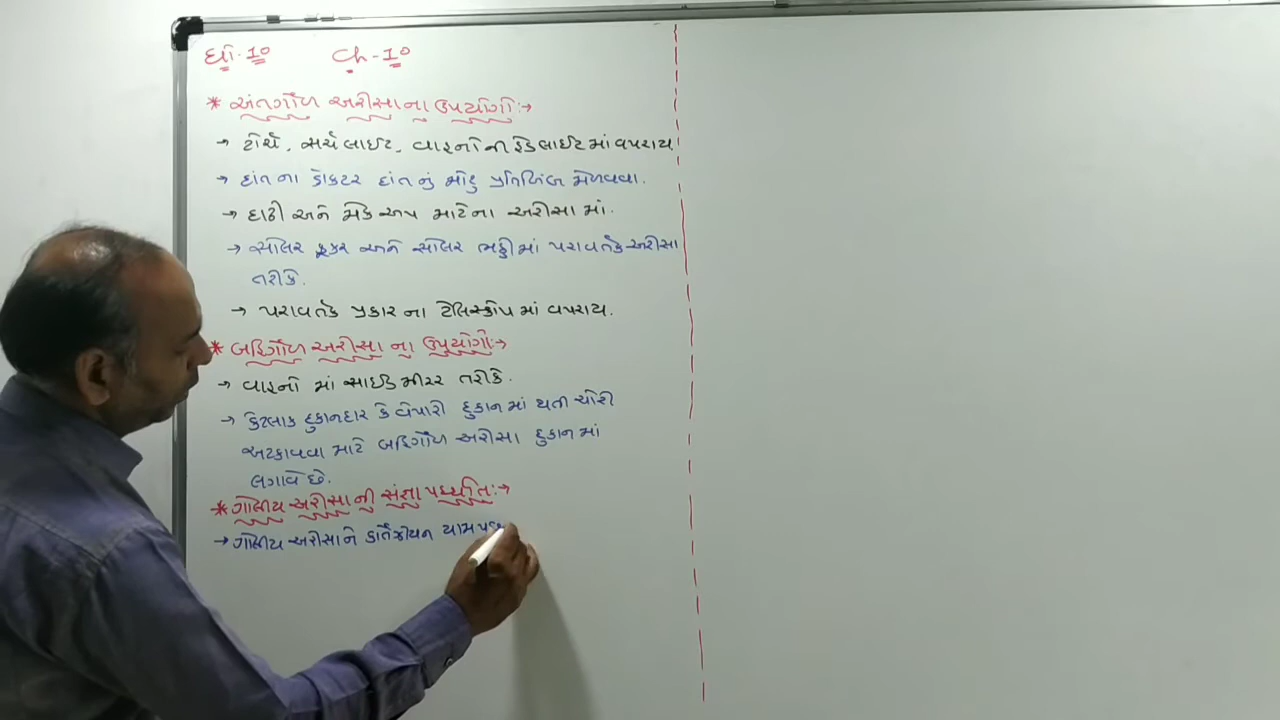 ધો.10 Ch-10
* અંતર્ગોળ અરીસાના ઉપયોગો:→
→ ટોર્ચ, સર્ચલાઈટ, વાહનોની હેડલાઈટમાં વપરાય
→ દાંતના ડોકટર દાંતનું મોટુ પ્રતિબિંબ મેળવવા.
→ દાઢી અને મેકઅપ માટેના અરીસામાં.
→ સોલર કૂકર અને સોલર ભઠ્ઠીમાં પરાવર્તક અરીસા
તરીકે.
→ પરાવર્તક પ્રકારના ટેલિસ્કોપમાં વપરાય.
* બહિર્ગોળ અરીસાના ઉપયોગો:→
→ વાહનોમાં સાઈડ મીરર તરીકે.
→ કેટલાક દુકાનદાર કે વેપારી દુકાનમાં થતી ચોરી
અટકાવવા માટે બહિર્ગોળ અરીસા દુકાનમાં
લગાવે છે.
* ગોલીય અરીસાની સંજ્ઞા પધ્ધતિ:→
→ ગોલીય અરીસાને કાર્તેઝીયન યામ